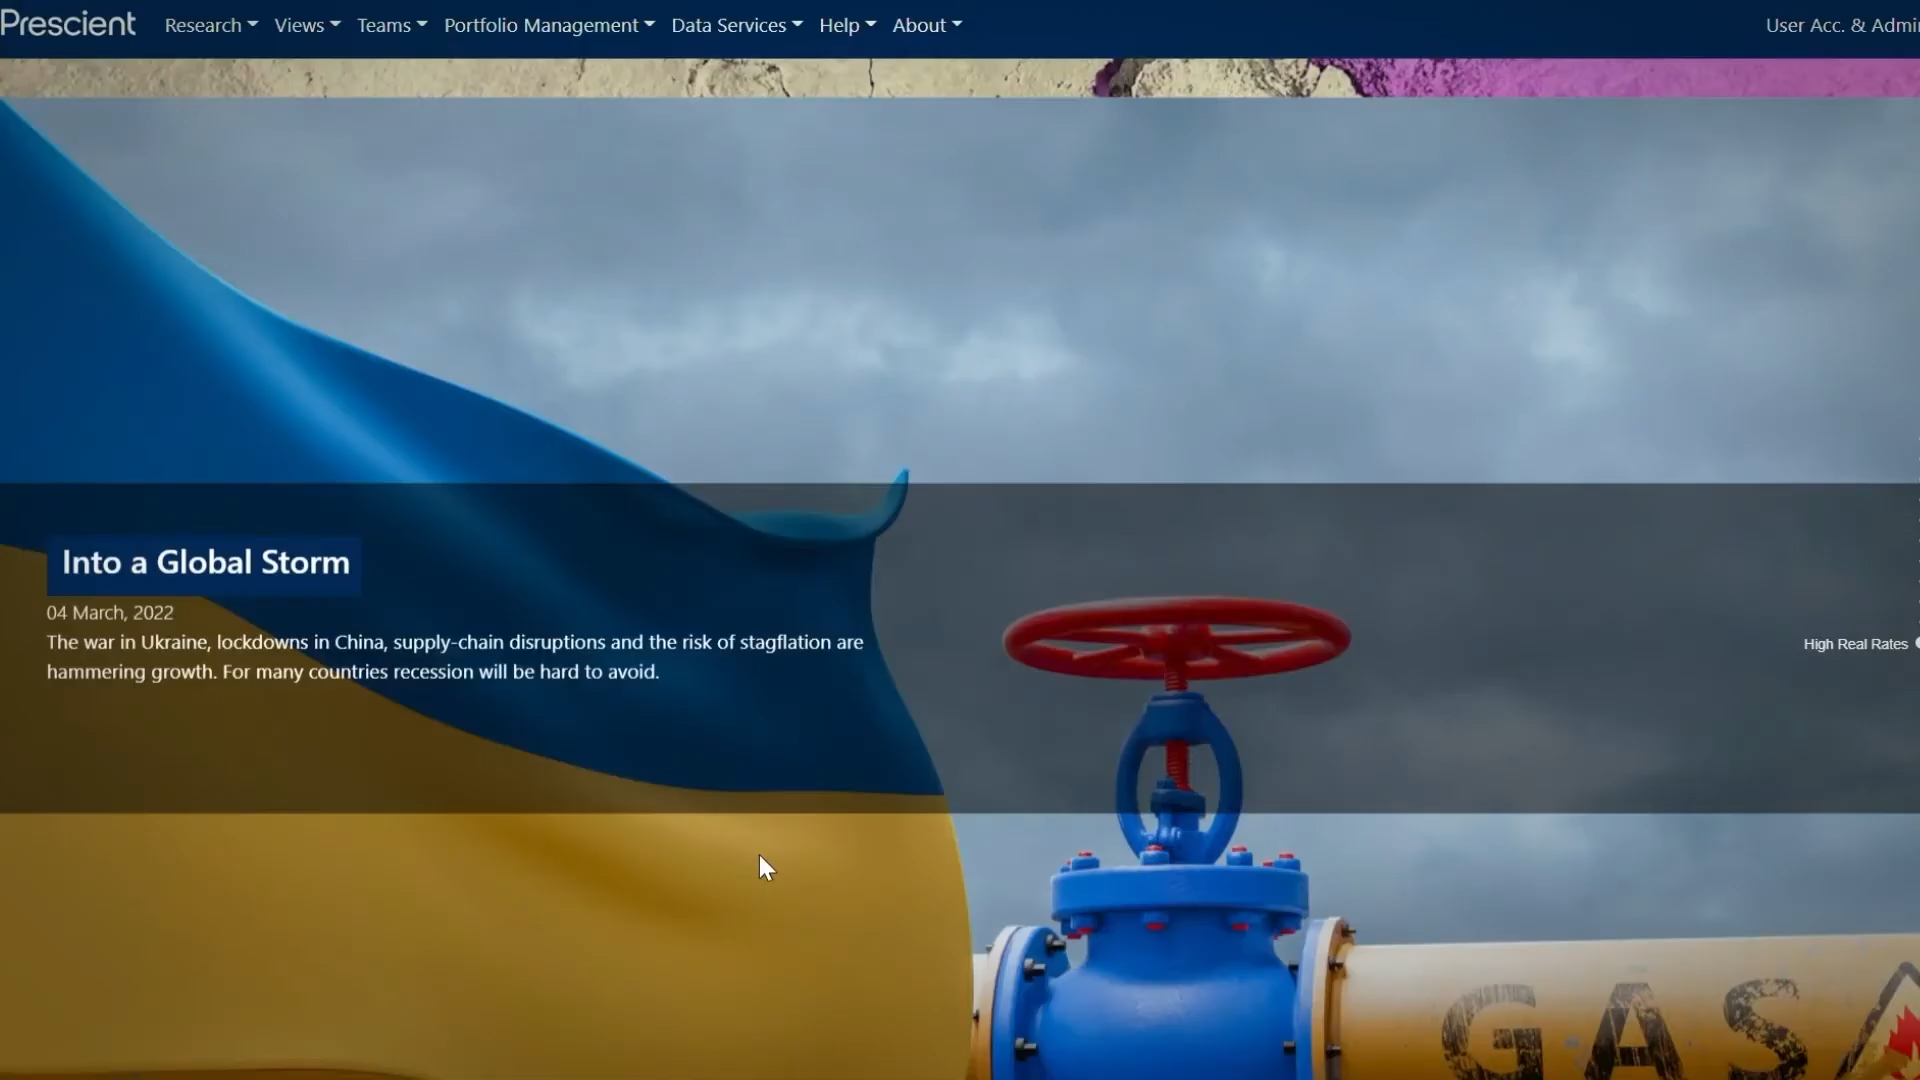 Prescient Research Views Teams Portfolio Management Data Services Help About User Acc. &
Into a Global Storm
04 March, 2022
The war in Ukraine, lockdowns in China, supply-chain disruptions and the risk of stagflation are
hammering growth. For many countries recession will be hard to avoid.
High Real Rates
GAS